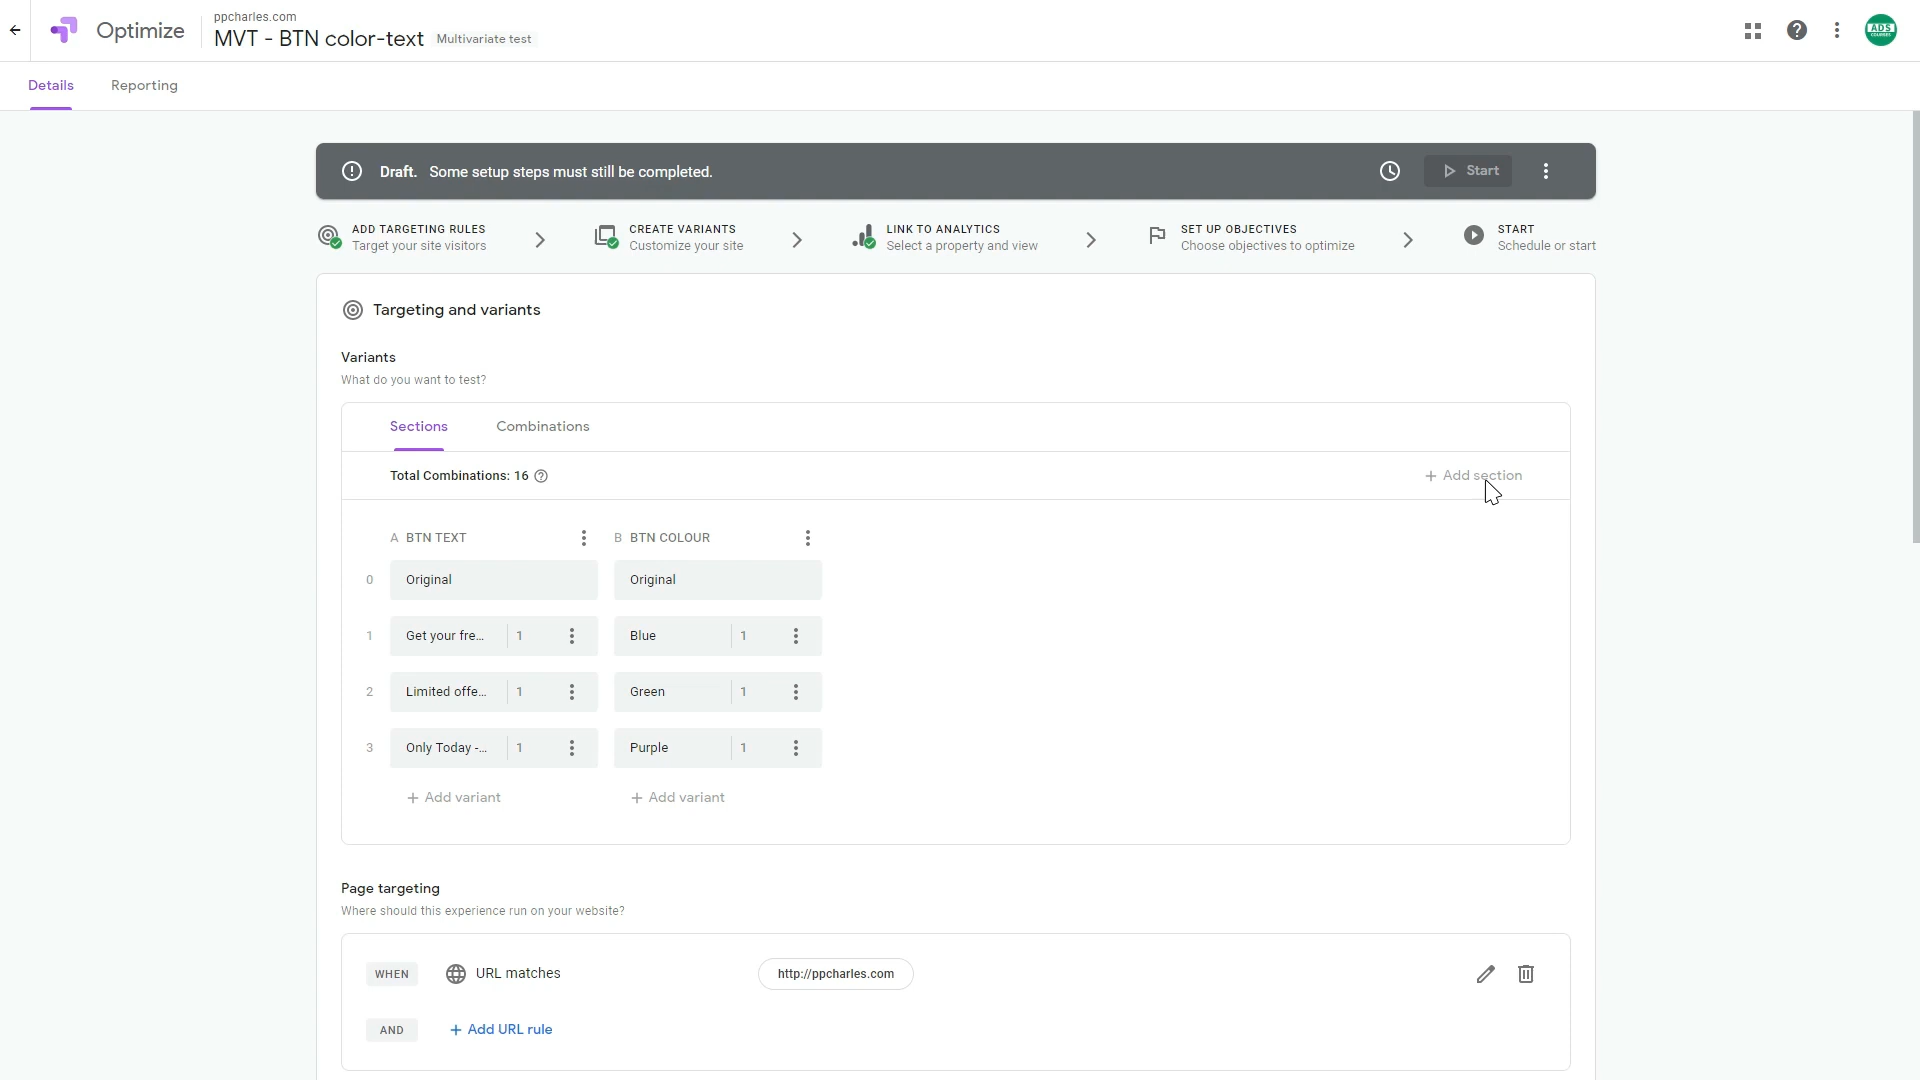 ppcharles.com
Optimize
MVT - BTN color-text Multivariate test
ADS
COURSES
Details Reporting
Draft. Some setup steps must still be completed.
Start
ADD TARGETING RULES
Target your site visitors
CREATE VARIANTS
Customize your site
LINK TO ANALYTICS
Select a property and view
SET UP OBJECTIVES
Choose objectives to optimize
START
Schedule or start
Targeting and variants
Variants
What do you want to test?
Sections Combinations
Total Combinations: 16
+ Add section
A BTN TEXT B BTN COLOUR
0 Original Original
1 Get your fre... 1 Blue 1
2 Limited offe... 1 Green 1
3 Only Today -... 1 Purple 1
+ Add variant + Add variant
Page targeting
Where should this experience run on your website?
WHEN URL matches http://ppcharles.com
AND + Add URL rule